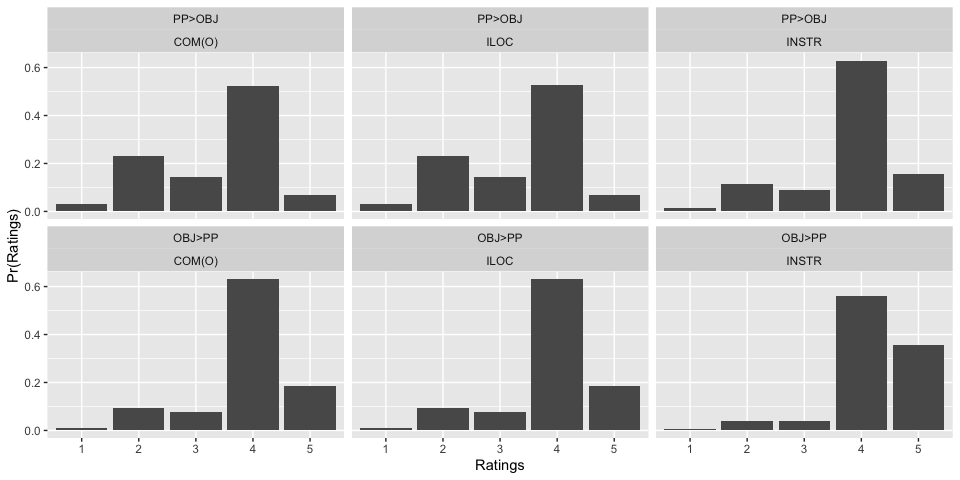 PP>OBJ PP>OBJ PP>OBJ
COM(O) ILOC INSTR
0.6
0.4
0.2
0.0
Pr(Ratings)
OBJ>PP OBJ>PP OBJ>PP
COM(O) ILOC INSTR
0.6
0.4
0.2
0.0
1 2 3 4 5 1 2 3 4 5 1 2 3 4 5
Ratings